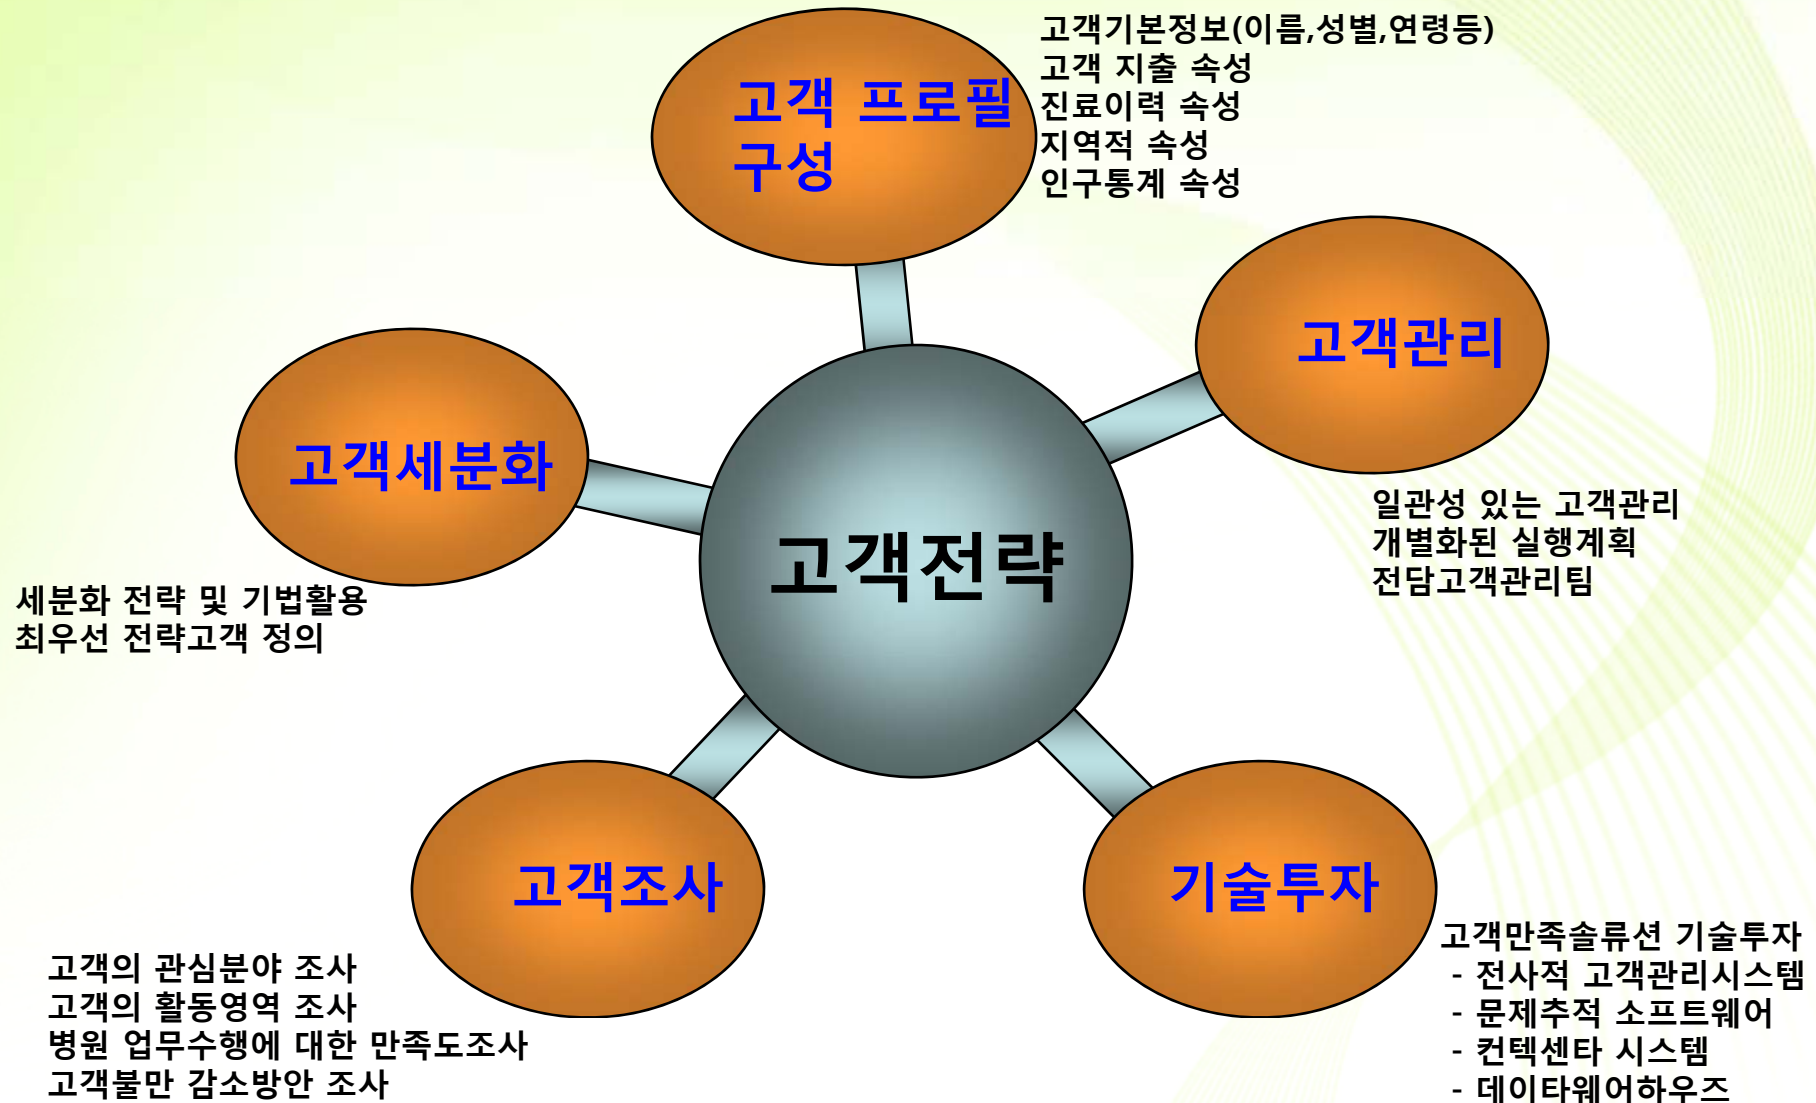 고객 프로필
구성
고객기본정보(이름,성별,연령등)
고객 지출 속성
진료이력 속성
지역적 속성
인구통계 속성
고객관리
일관성 있는 고객관리
개별화된 실행계획
전담고객관리팀
고객세분화
세분화 전략 및 기법활용
최우선 전략고객 정의
고객전략
고객조사
고객의 관심분야 조사
고객의 활동영역 조사
병원 업무수행에 대한 만족도조사
고객불만 감소방안 조사
기술투자
고객만족솔류션 기술투자
- 전사적 고객관리시스템
- 문제추적 소프트웨어
- 컨텍센타 시스템
- 데이타웨어하우즈